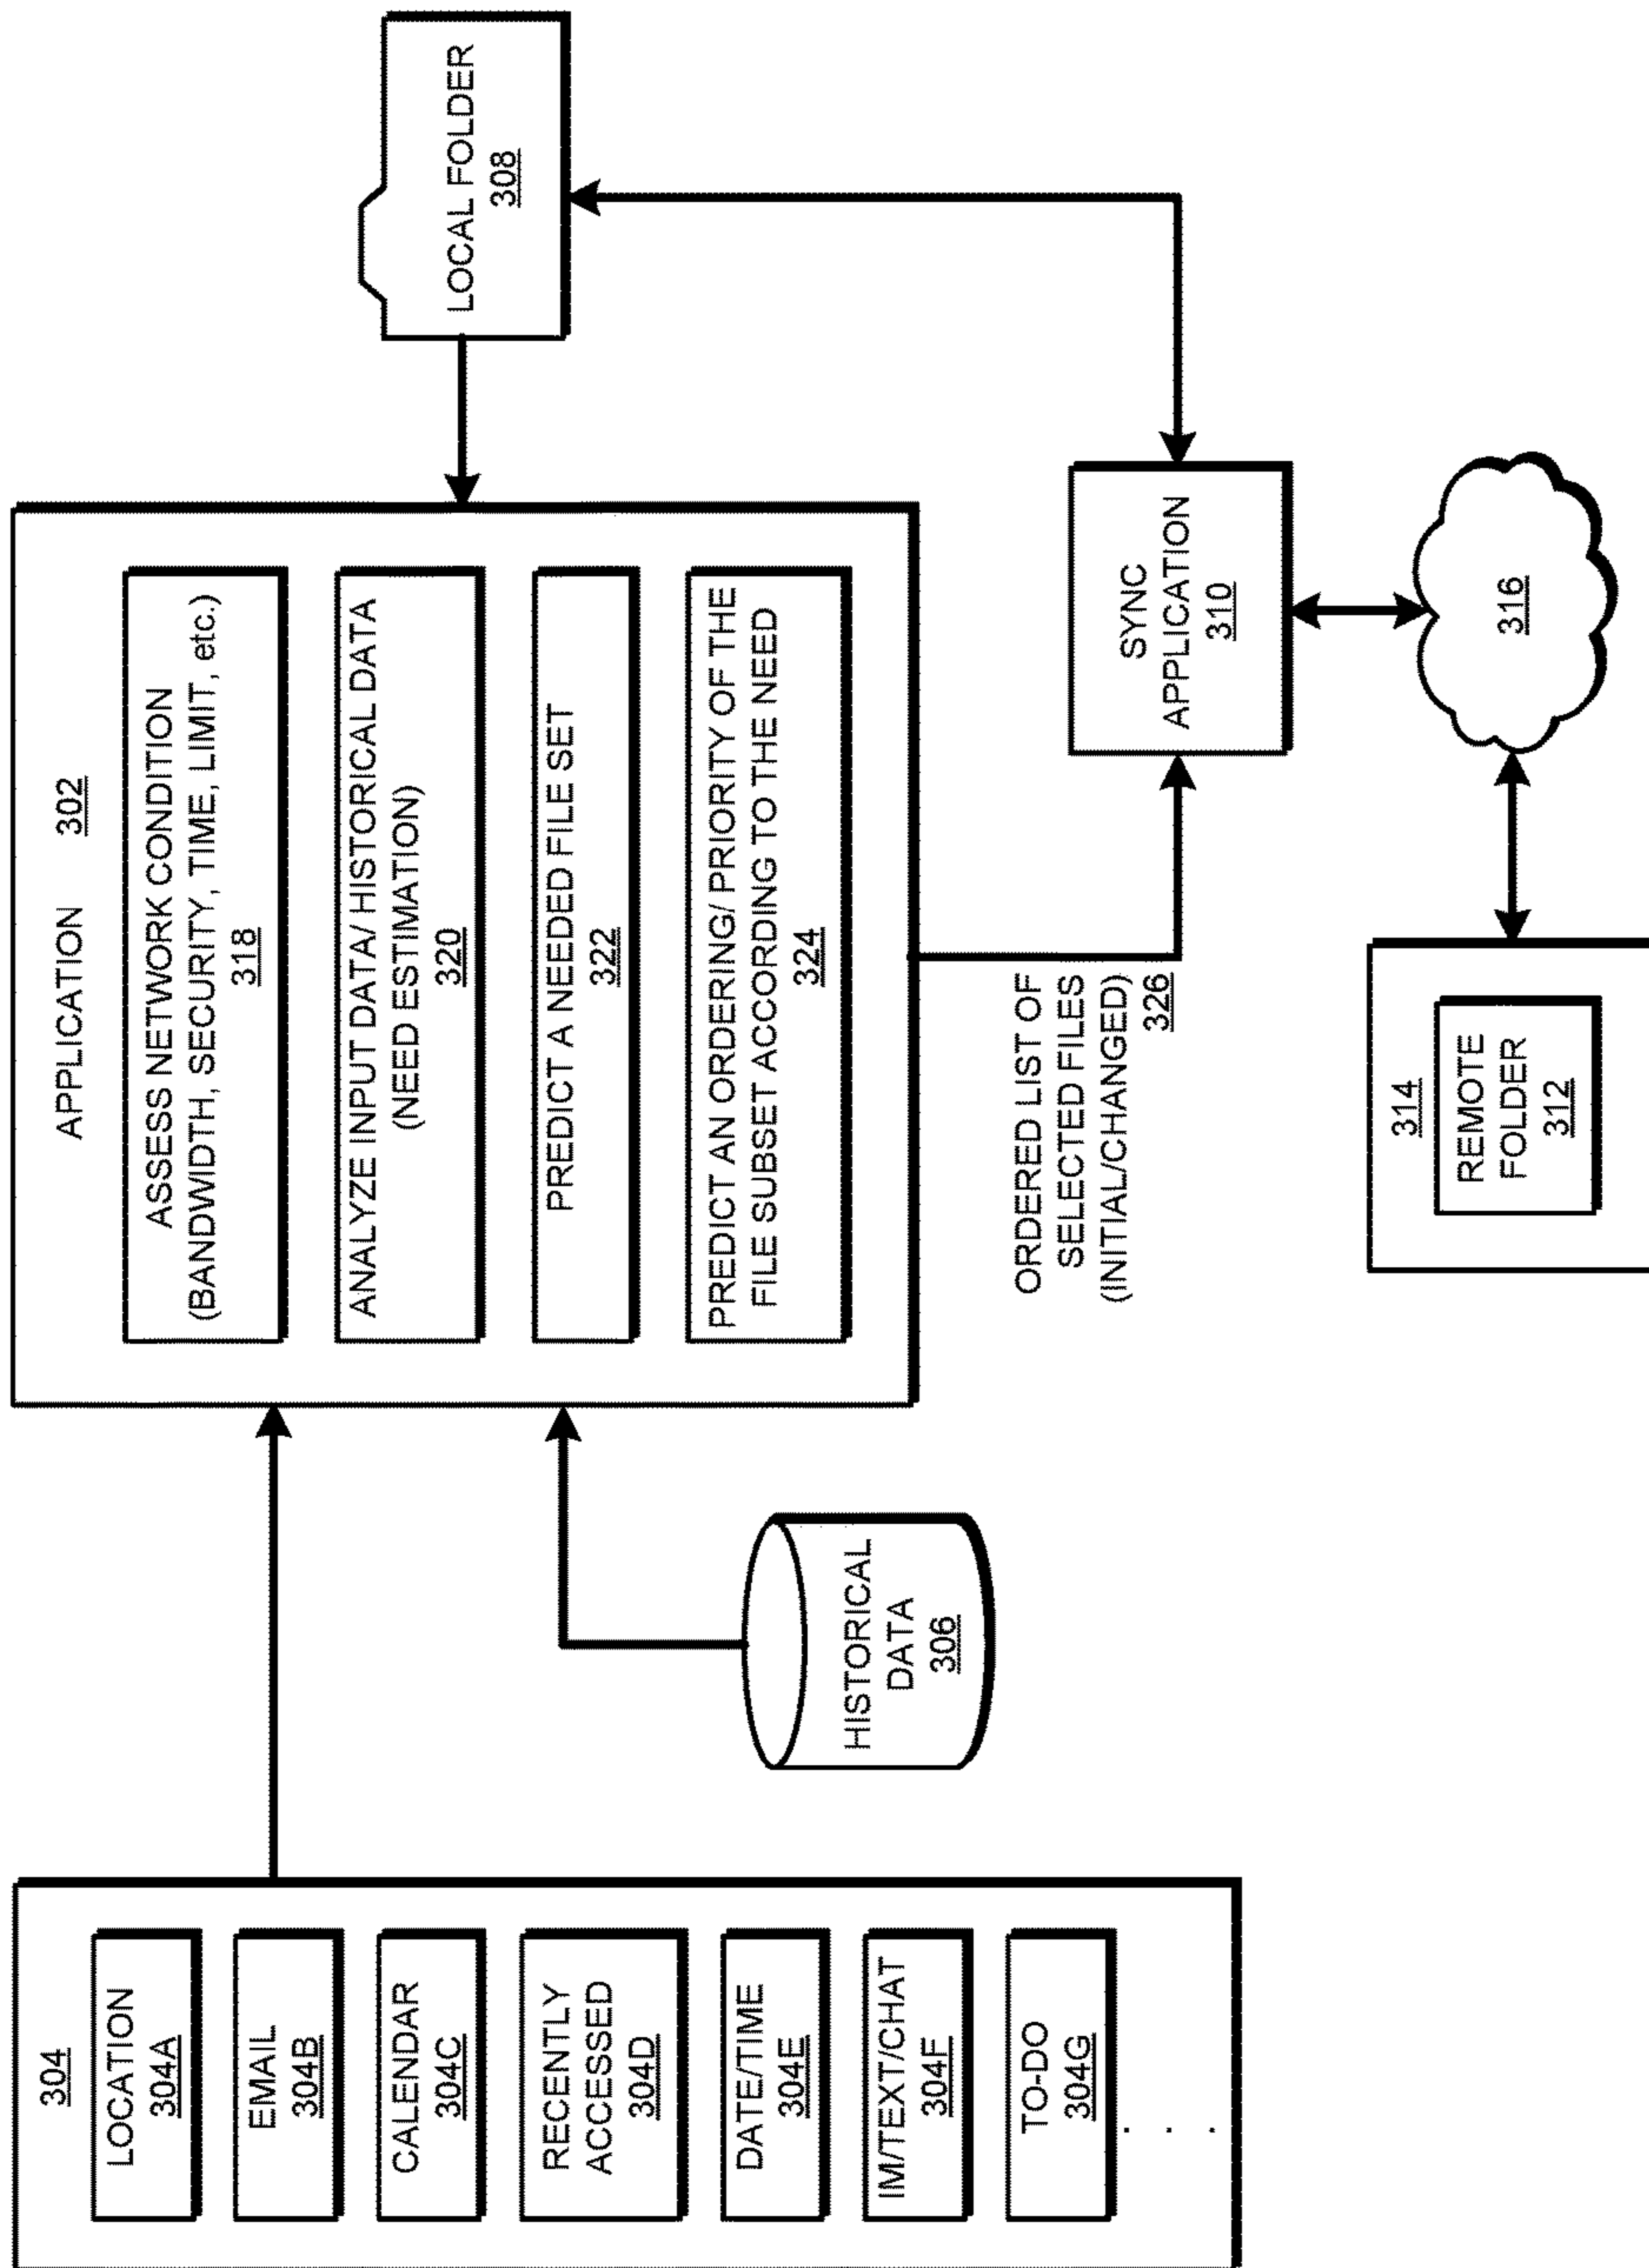 304
LOCATION
304A
EMAIL
304B
CALENDAR
304C
RECENTLY
ACCESSED
304D
DATE/TIME
304E
IM/TEXT/CHAT
304F
TO-DO
304G
. . .
HISTORICAL
DATA
306
APPLICATION 302
ASSESS NETWORK CONDITION
(BANDWIDTH, SECURITY, TIME, LIMIT, etc.)
318
ANALYZE INPUT DATA/ HISTORICAL DATA
(NEED ESTIMATION)
320
PREDICT A NEEDED FILE SET
322
PREDICT AN ORDERING/ PRIORITY OF THE
FILE SUBSET ACCORDING TO THE NEED
324
ORDERED LIST OF
SELECTED FILES
(INITIAL/CHANGED)
326
LOCAL FOLDER
308
SYNC
APPLICATION
310
316
314
REMOTE
FOLDER
312